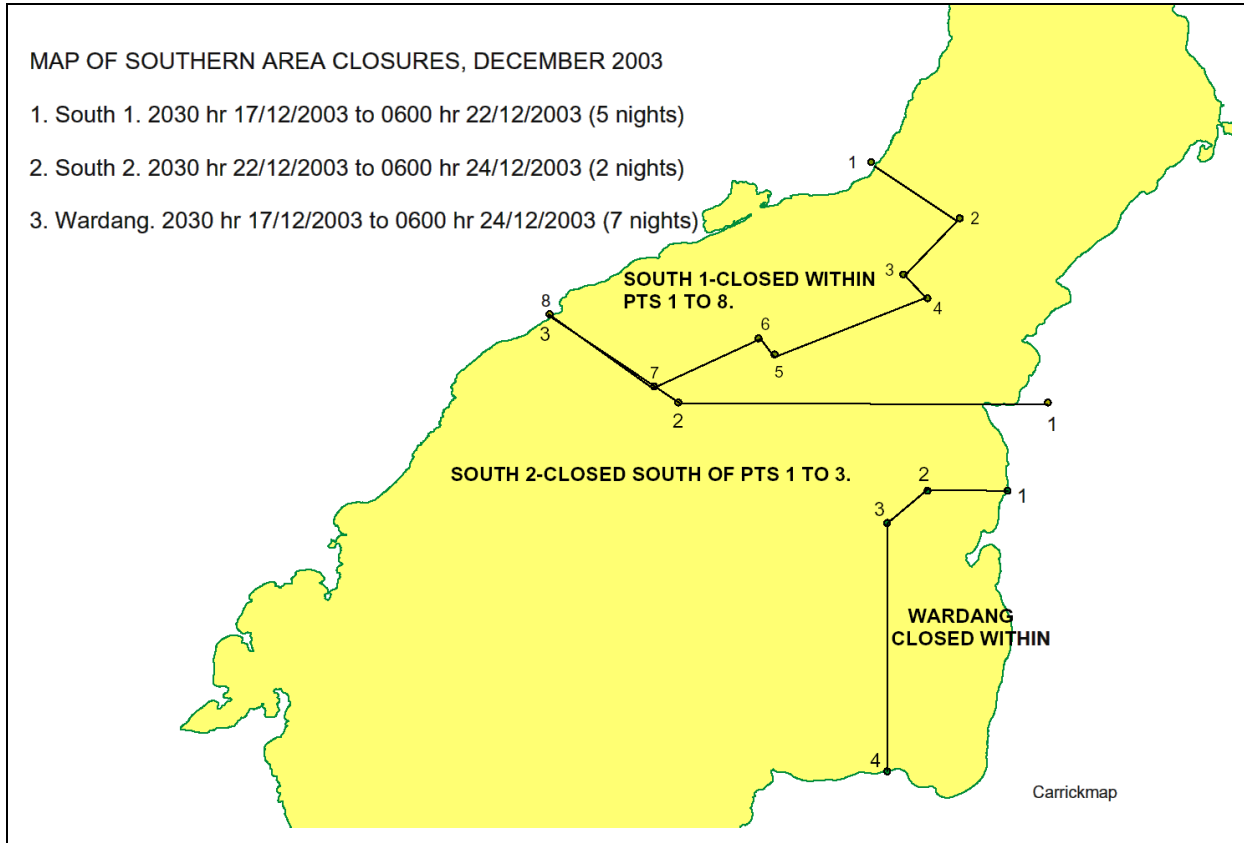 MAP OF SOUTHERN AREA CLOSURES, DECEMBER 2003
1. South 1. 2030 hr 17/12/2003 to 0600 hr 22/12/2003 (5 nights)
2. South 2. 2030 hr 22/12/2003 to 0600 hr 24/12/2003 (2 nights)
3. Wardang. 2030 hr 17/12/2003 to 0600 hr 24/12/2003 (7 nights)
1
2
3
4
SOUTH 1-CLOSED WITHIN
PTS 1 TO 8.
8
3
6
5
7
2
1
SOUTH 2-CLOSED SOUTH OF PTS 1 TO 3.
2
1
3
WARDANG
CLOSED WITHIN
4
Carrickmap